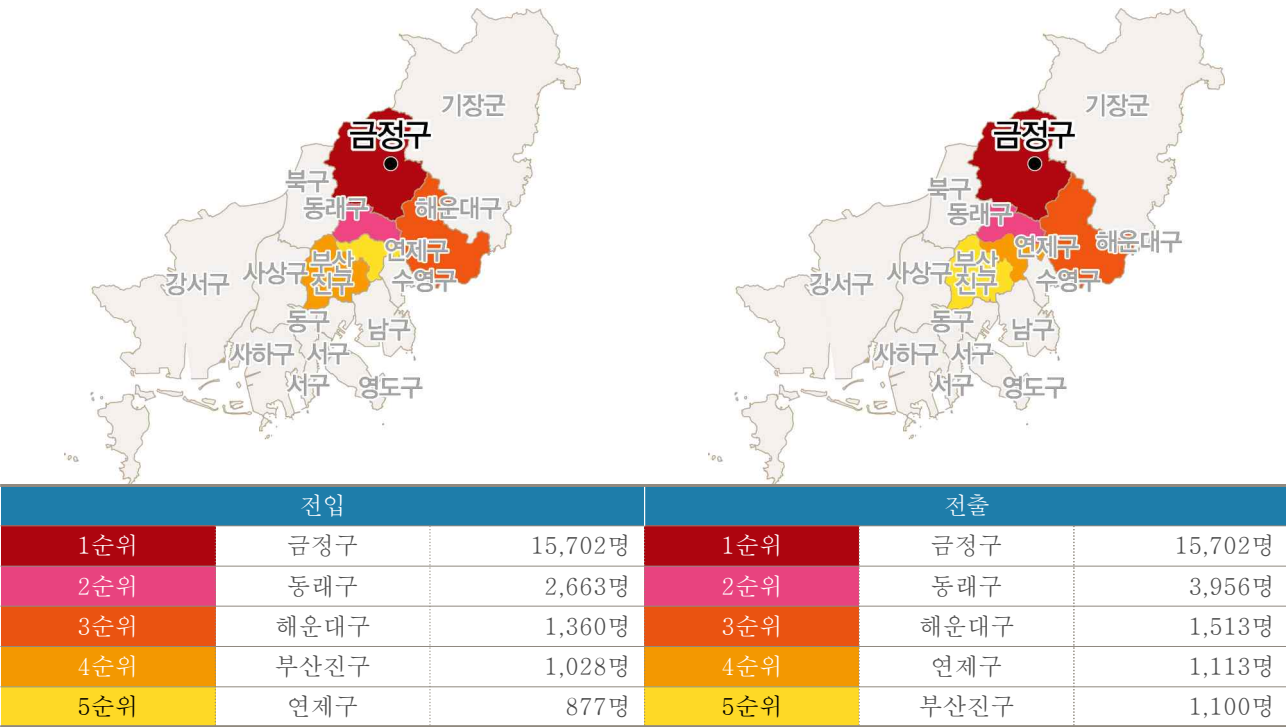 기장군
금정구
북구
동래구
해운대구
연제구
부산
진구
사상구
강서구
수영구
동구
남구
사하구
서구
서구
영도구
기장군
금정구
북구
동래구
해운대구
연제구
부산
진구
사상구
강서구
수영구
동구
남구
사하구
서구
서구
영도구
전입 전출
1순위 금정구 15,702명 1순위 금정구 15,702명
2순위 동래구 2,663명 2순위 동래구 3,956명
3순위 해운대구 1,360명 3순위 해운대구 1,513명
4순위 부산진구 1,028명 4순위 연제구 1,113명
5순위 연제구 877명 5순위 부산진구 1,100명